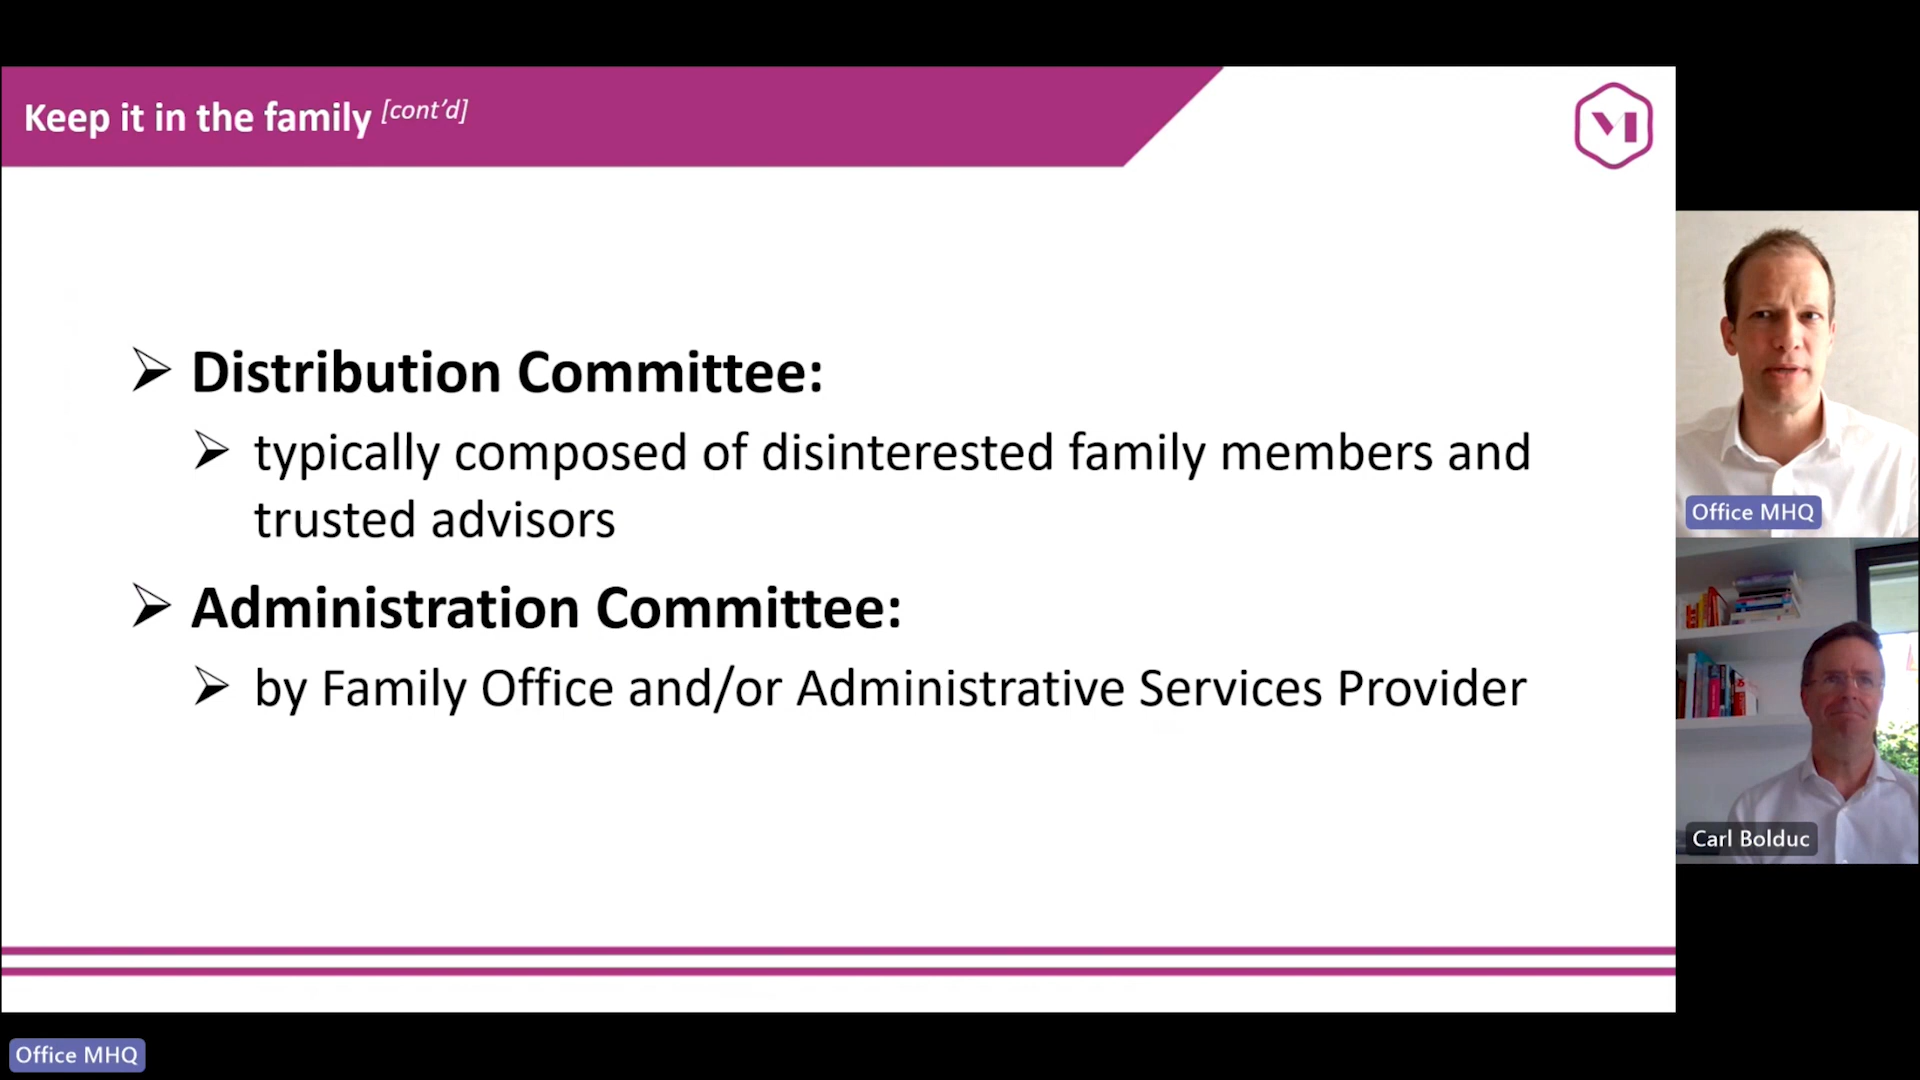 Keep it in the family [cont’d]
Distribution Committee:
typically composed of disinterested family members and
trusted advisors
Administration Committee:
by Family Office and/or Administrative Services Provider
Office MHQ
Carl Bolduc
Office MHQ